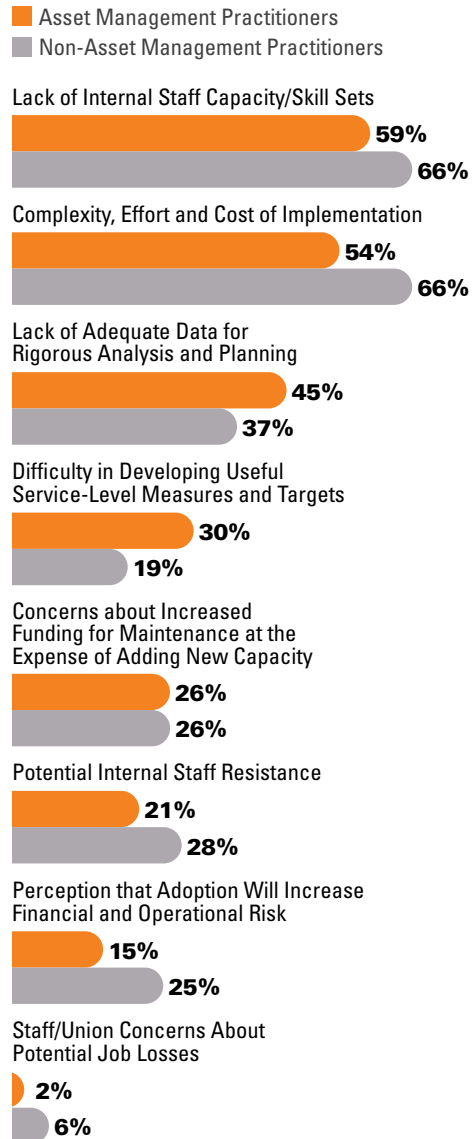 Asset Management Practitioners
Non-Asset Management Practitioners
Lack of Internal Staff Capacity/Skill Sets
59%
66%
Complexity, Effort and Cost of Implementation
54%
66%
Lack of Adequate Data for
Rigorous Analysis and Planning
45%
37%
Difficulty in Developing Useful
Service-Level Measures and Targets
30%
19%
Concerns about Increased
Funding for Maintenance at the
Expense of Adding New Capacity
26%
26%
Potential Internal Staff Resistance
21%
28%
Perception that Adoption Will Increase
Financial and Operational Risk
15%
25%
Staff/Union Concerns About
Potential Job Losses
2%
6%